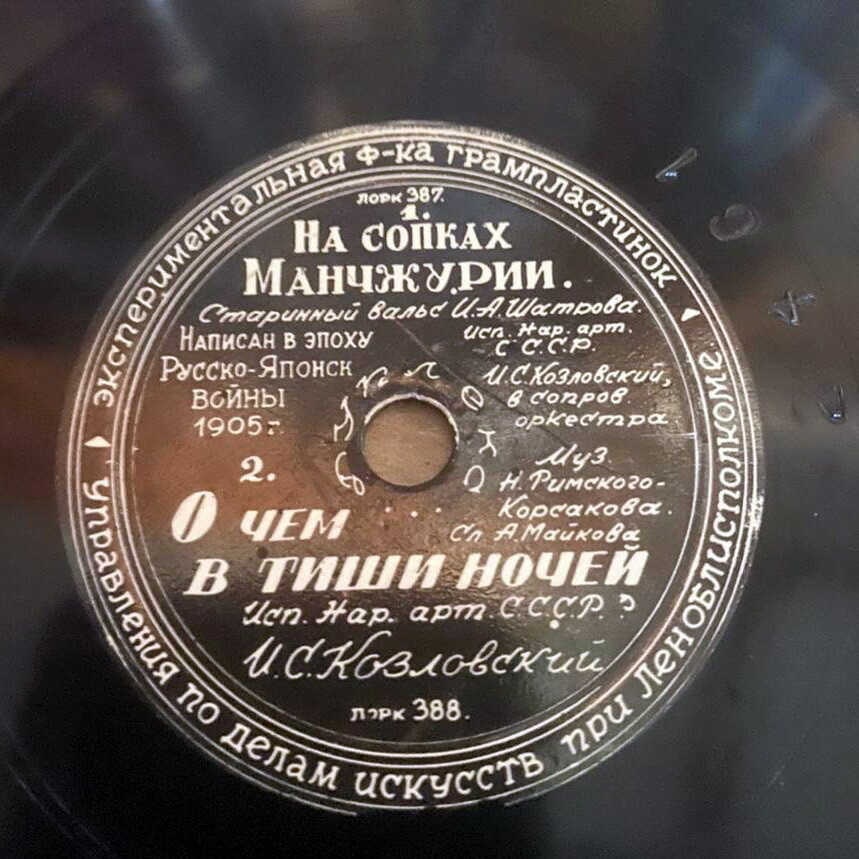 экспериментальная ф-ка грампластинок
управления по делам искусств при Леноблисполкоме
лорк 387.
1.
На сопках
Манчжурии.
Старинный вальс И.А.Шатрова.
Написан в эпоху
Русско-Японск
войны
1905г.
исп. Нар. арт.
С.С.С.Р.
И.С.Козловский,
в сопров.
оркестра
2.
О чем
в тиши ночей
Муз
Н. Римского-
Корсакова.
Сл А.Майкова
Исп. Нар. арт С.С.С.Р.
И.С.Козловский
лэрк 388.